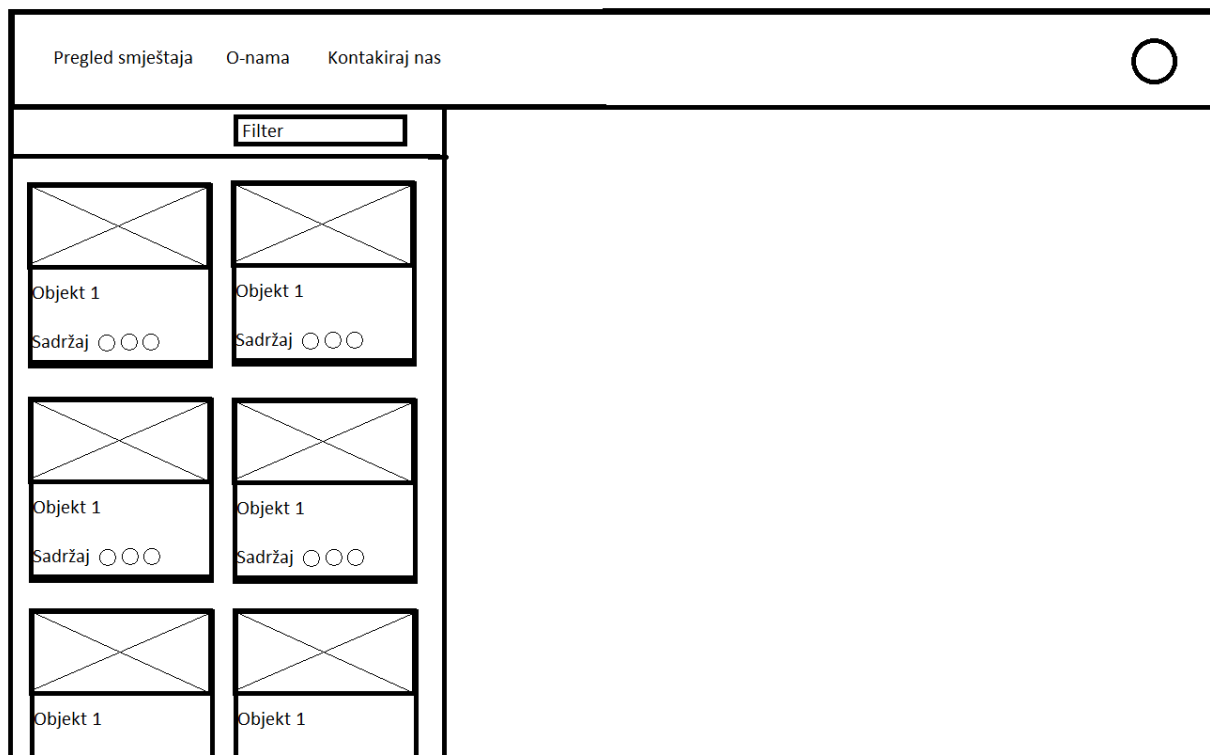 Pregled smještaja O-nama Kontakiraj nas
Filter
Objekt 1 Objekt 1
Sadržaj Sadržaj
Objekt 1 Objekt 1
Sadržaj Sadržaj
Objekt 1 Objekt 1